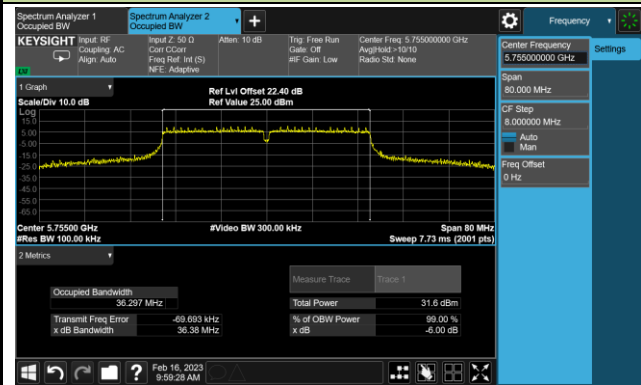 Spectrum Analyzer 1
Occupied BW
Spectrum Analyzer 2
Occupied BW
Frequency
KEYSIGHT
Input: RF
Coupling: AC
Align: Auto
Input Z: 50 Ω
Corr CCorr
Freq Ref: Int (S)
NFE: Adaptive
Atten: 10 dB
Trig: Free Run
Gate: Off
#IF Gain: Low
Center Freq: 5.755000000 GHz
Avg|Hold:>10/10
Radio Std: None
Center Frequency
5.755000000 GHz
Settings
Span
80.000 MHz
CF Step
8.000000 MHz
Auto
Man
Freq Offset
0 Hz
1 Graph
Scale/Div 10.0 dB
Ref Lvl Offset 22.40 dB
Ref Value 25.00 dBm
Log
15.0
5.00
-5.00
-15.0
-25.0
-35.0
-45.0
-55.0
-65.0
Center 5.75500 GHz
#Video BW 300.00 kHz
Span 80 MHz
#Res BW 100.00 kHz
Sweep 7.73 ms (2001 pts)
2 Metrics
Measure Trace
Trace 1
Occupied Bandwidth
36.297 MHz
Total Power
31.6 dBm
Transmit Freq Error
-69.693 kHz
% of OBW Power
99.00 %
x dB Bandwidth
36.38 MHz
x dB
-6.00 dB
Feb 16, 2023
9:59:28 AM